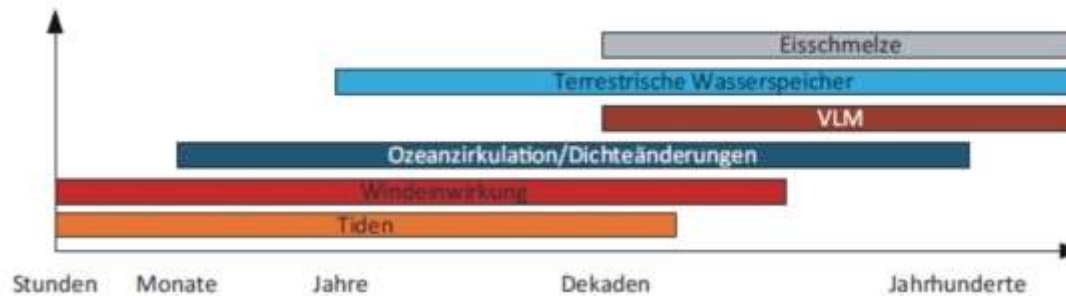 Eisschmelze
Terrestrische Wasserspeicher
VLM
Ozeanzirkulation/Dichteänderungen
Windeinwirkung
Tiden
Stunden Monate Jahre Dekaden Jahrhunderte